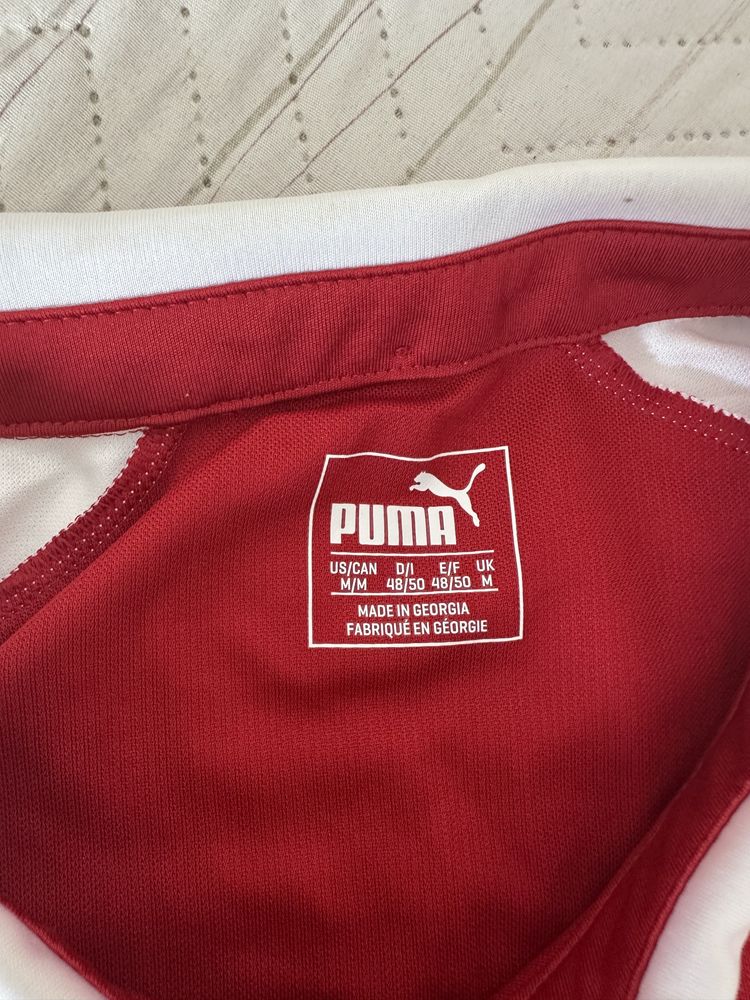 PUMA
US/CAN D/I E/F UK
M/M 48/50 48/50 M
MADE IN GEORGIA
FABRIQUÉ EN GÉORGIE